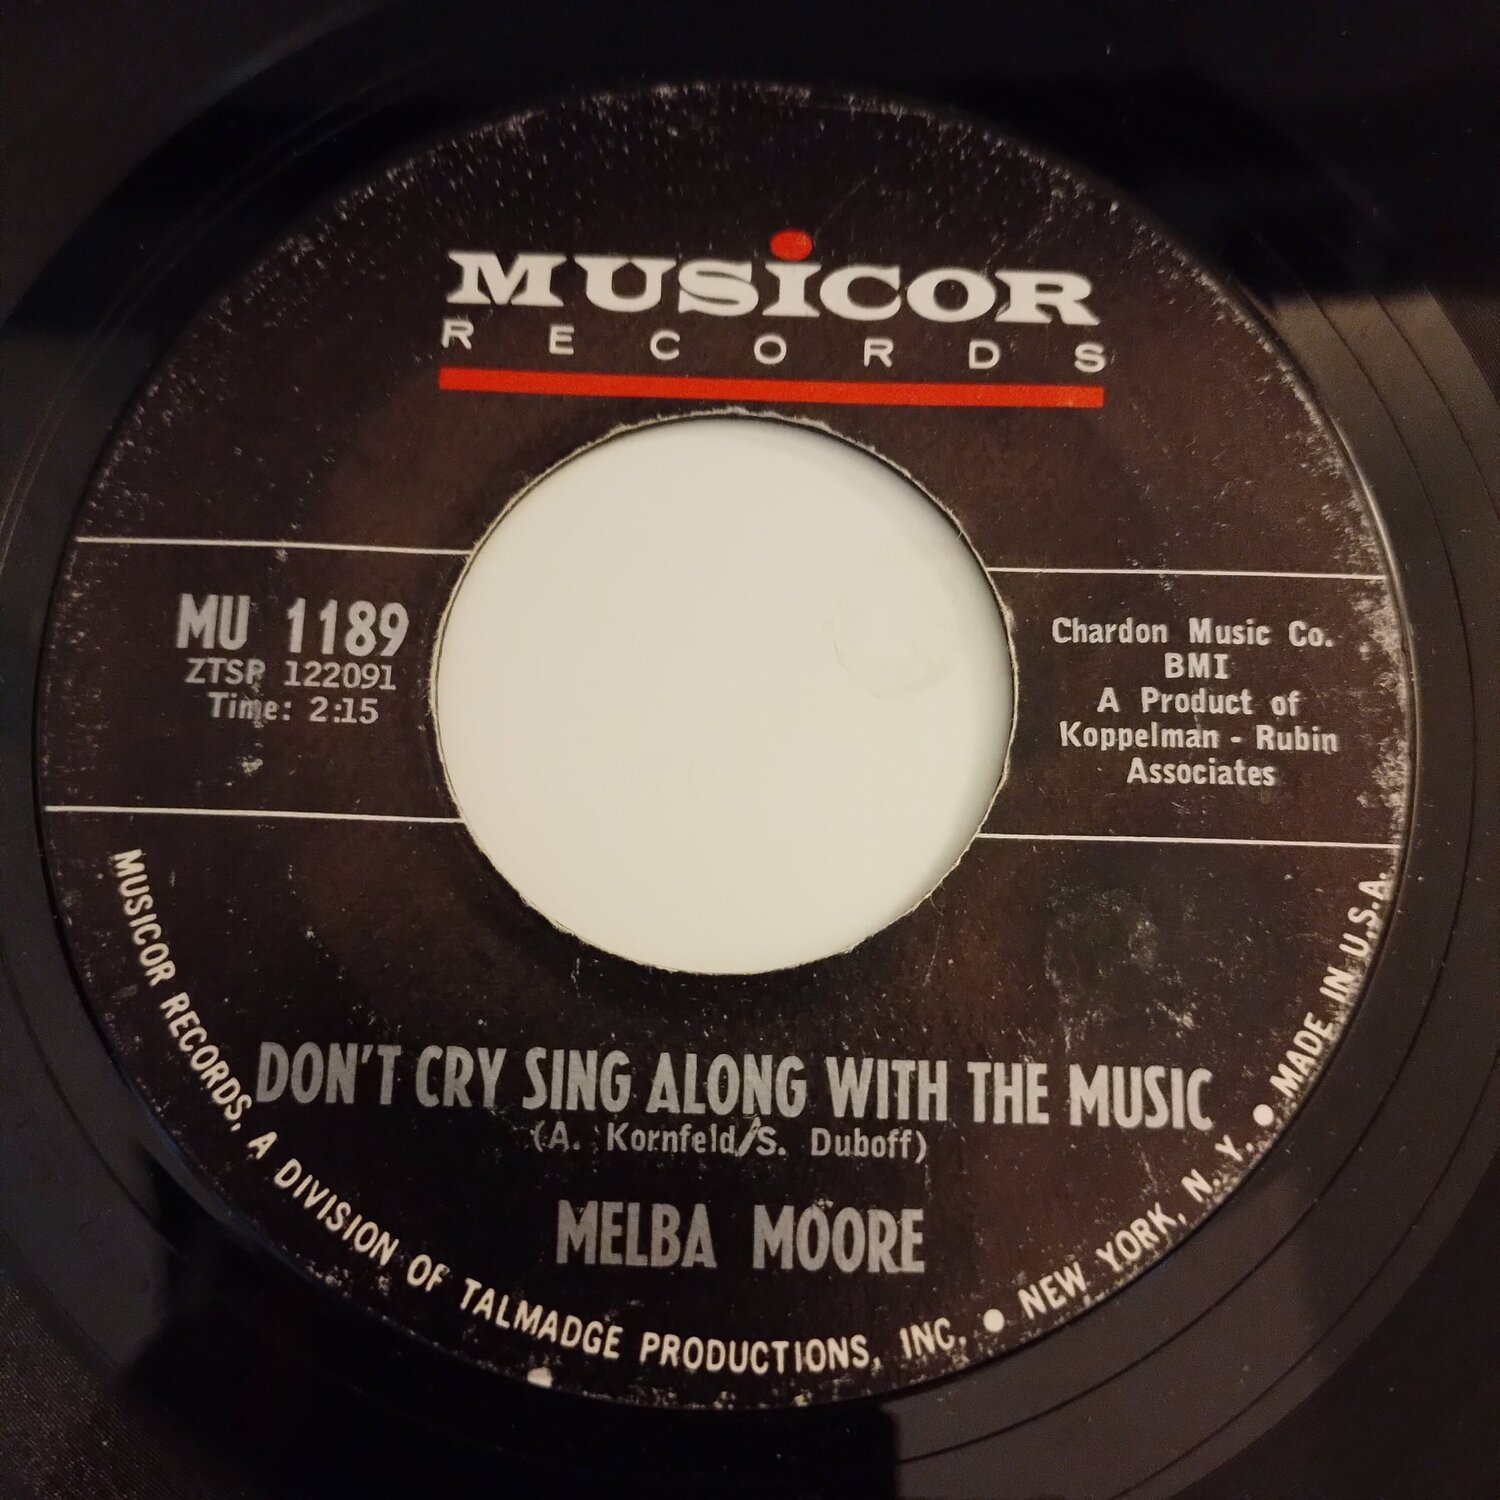 MUSiCOR
RECORDS
MU 1189
ZTSP 122091
Time: 2:15
Chardon Music Co.
BMI
A Product of
Koppelman - Rubin
Associates
DON'T CRY SING ALONG WITH THE MUSIC
(A. Kornfeld/S. Duboff)
MELBA MOORE
MUSICOR RECORDS, A DIVISION OF TALMADGE PRODUCTIONS, INC. ● NEW YORK, N. Y. ● MADE IN U.S.A.